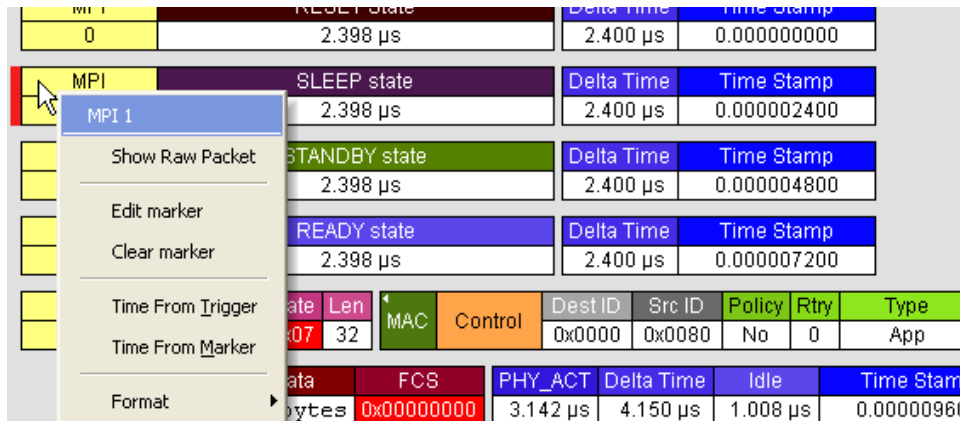 MPI RESET state Delta Time Time Stamp
0 2.398 µs 2.400 µs 0.000000000
MPI SLEEP state Delta Time Time Stamp
2.398 µs 2.400 µs 0.000002400
MPI 1
Show Raw Packet
Edit marker
Clear marker
Time From Trigger
Time From Marker
Format
STANDBY state Delta Time Time Stamp
2.398 µs 2.400 µs 0.000004800
READY state Delta Time Time Stamp
2.398 µs 2.400 µs 0.000007200
ate Len MAC Control Dest ID Src ID Policy Rtry Type
x07 32 0x0000 0x0080 No 0 App
ata FCS PHY_ACT Delta Time Idle Time Stam
bytes 0x00000000 3.142 µs 4.150 µs 1.008 µs 0.00000960